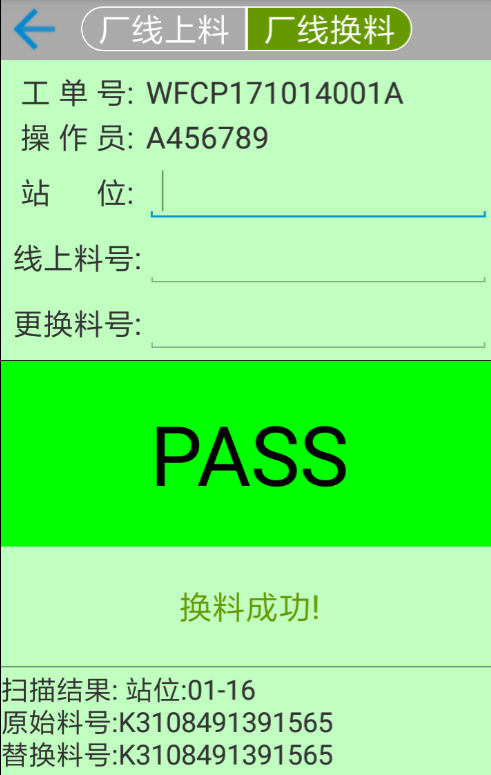 厂线上料 厂线换料
工 单 号: WFCP171014001A
操 作 员: A456789
站 位:
线上料号:
更换料号:
PASS
换料成功!
扫描结果: 站位:01-16
原始料号:K3108491391565
替换料号:K3108491391565